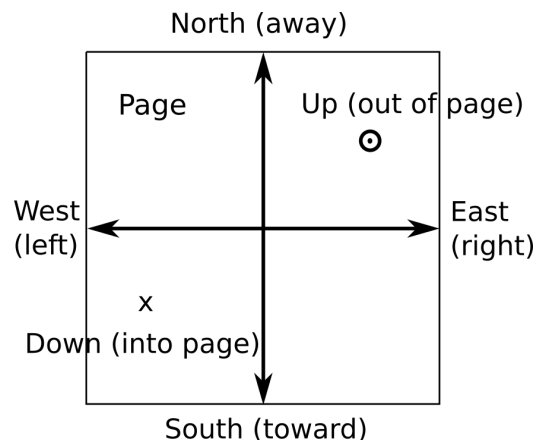 North (away)
Page
Up (out of page)
West
(left)
East
(right)
x
Down (into page)
South (toward)